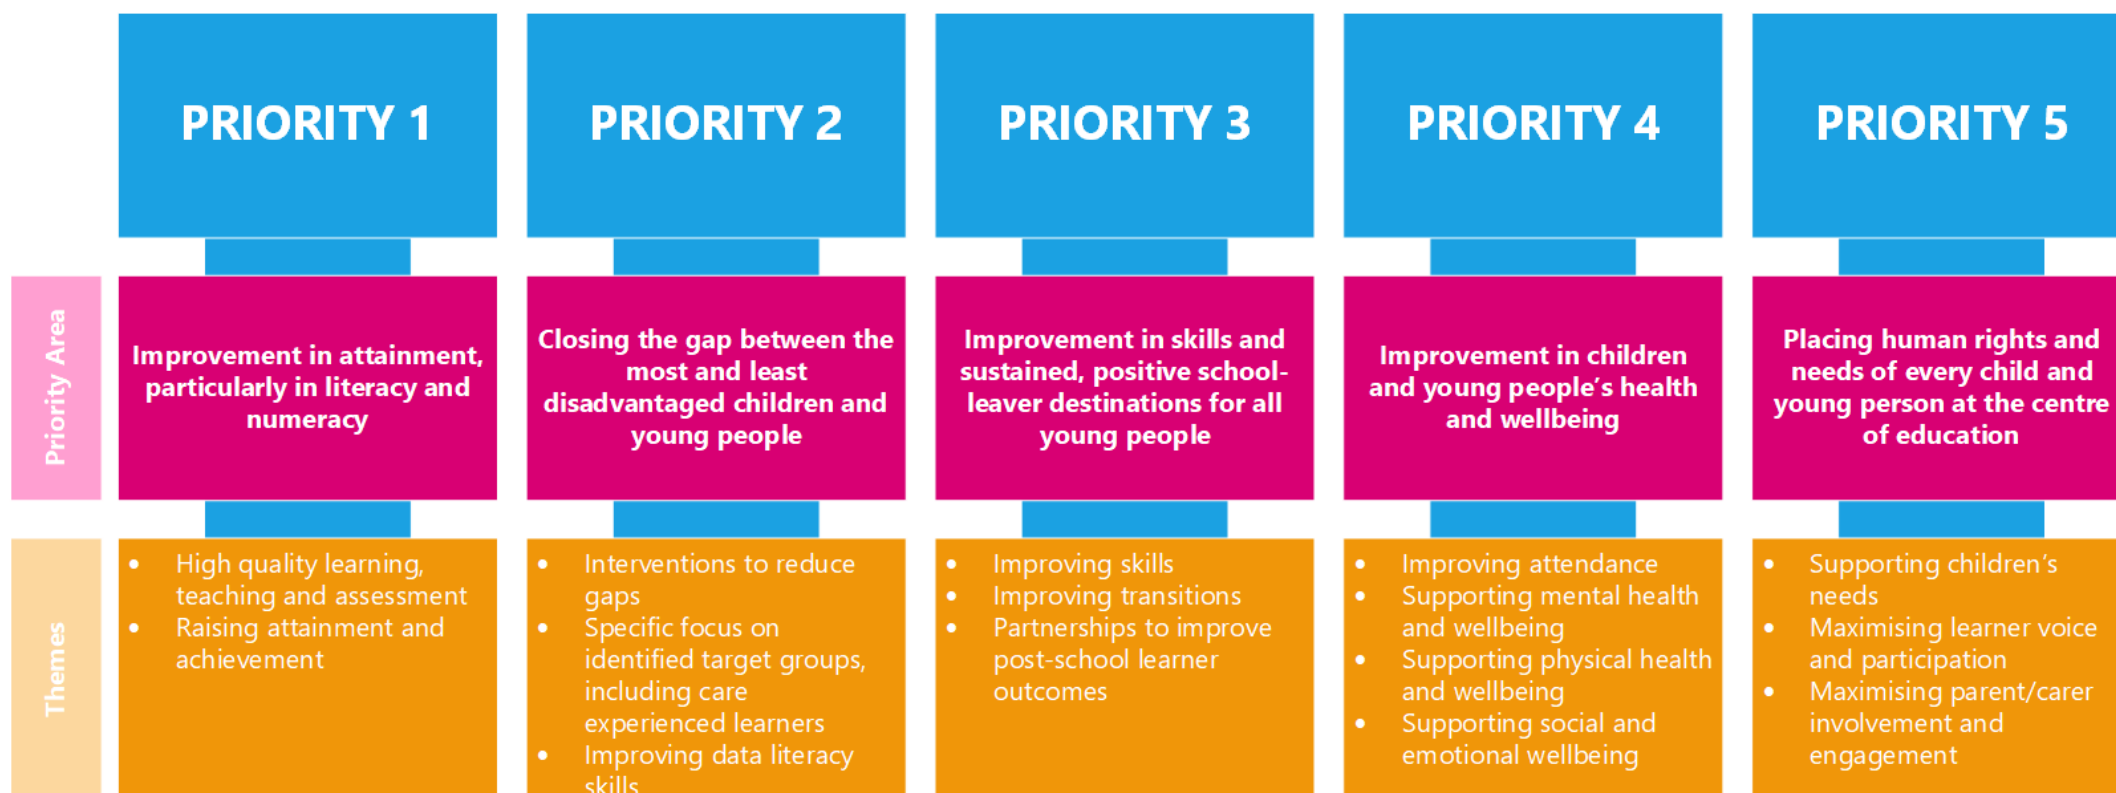 PRIORITY 1
PRIORITY 2
PRIORITY 3
PRIORITY 4
PRIORITY 5
Priority Area
Improvement in attainment,
particularly in literacy and
numeracy
Closing the gap between the
most and least
disadvantaged children and
young people
Improvement in skills and
sustained, positive school-
leaver destinations for all
young people
Improvement in children
and young people’s health
and wellbeing
Placing human rights and
needs of every child and
young person at the centre
of education
Themes
• High quality learning,
teaching and assessment
• Raising attainment and
achievement
• Interventions to reduce
gaps
• Specific focus on
identified target groups,
including care
experienced learners
• Improving data literacy
skills
• Improving skills
• Improving transitions
• Partnerships to improve
post-school learner
outcomes
• Improving attendance
• Supporting mental health
and wellbeing
• Supporting physical health
and wellbeing
• Supporting social and
emotional wellbeing
• Supporting children’s
needs
• Maximising learner voice
and participation
• Maximising parent/carer
involvement and
engagement